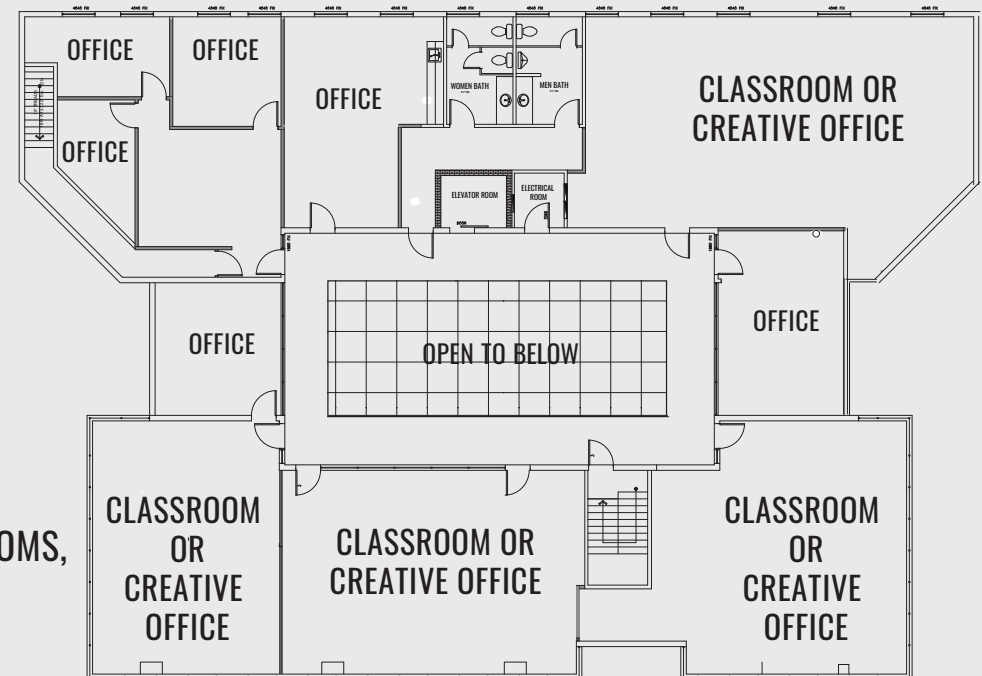 OFFICE
OFFICE
OFFICE
OFFICE
WOMEN BATH
MEN BATH
CLASSROOM OR
CREATIVE OFFICE
ELEVATOR ROOM
ELECTRICAL
ROOM
OFFICE
OPEN TO BELOW
OFFICE
OMS,
CLASSROOM
OR
CREATIVE
OFFICE
CLASSROOM OR
CREATIVE OFFICE
CLASSROOM
OR
CREATIVE
OFFICE